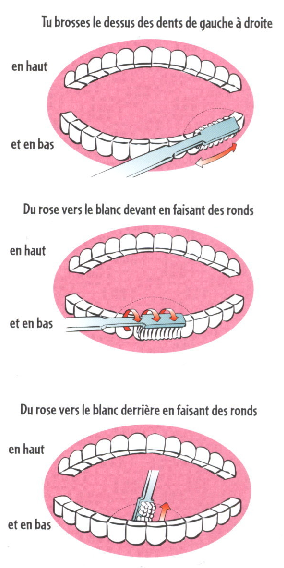 Tu brosses le dessus des dents de gauche à droite
en haut
et en bas
Du rose vers le blanc devant en faisant des ronds
en haut
et en bas
Du rose vers le blanc derrière en faisant des ronds
en haut
et en bas